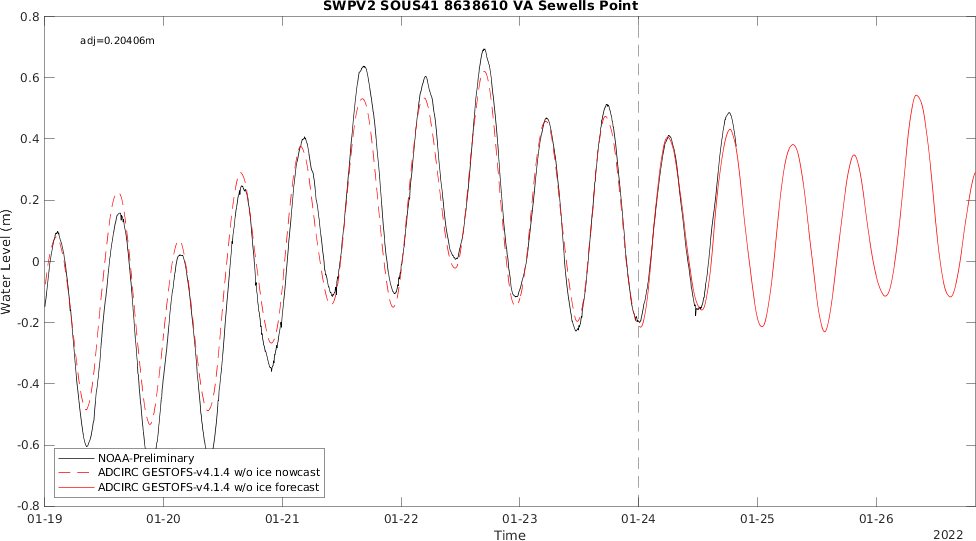 SWPV2 SOUS41 8638610 VA Sewells Point
adj=0.20406m
0.8
0.6
0.4
0.2
0
-0.2
-0.4
-0.6
-0.8
Water Level (m)
NOAA-Preliminary
ADCIRC GESTOFS-v4.1.4 w/o ice nowcast
ADCIRC GESTOFS-v4.1.4 w/o ice forecast
01-19 01-20 01-21 01-22 01-23 01-24 01-25 01-26
Time
2022